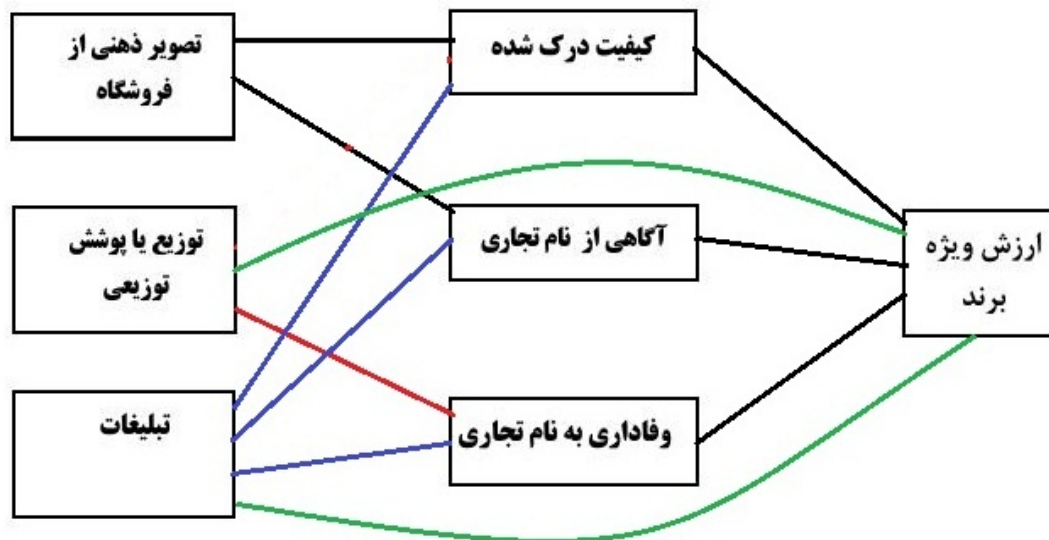 تصویر ذهنی از
فروشگاه
کیفیت درک شده
توزیع یا پوشش
توزیعی
آگاهی از نام تجاری
ارزش ویژه
برند
تبلیغات
وفاداری به نام تجاری